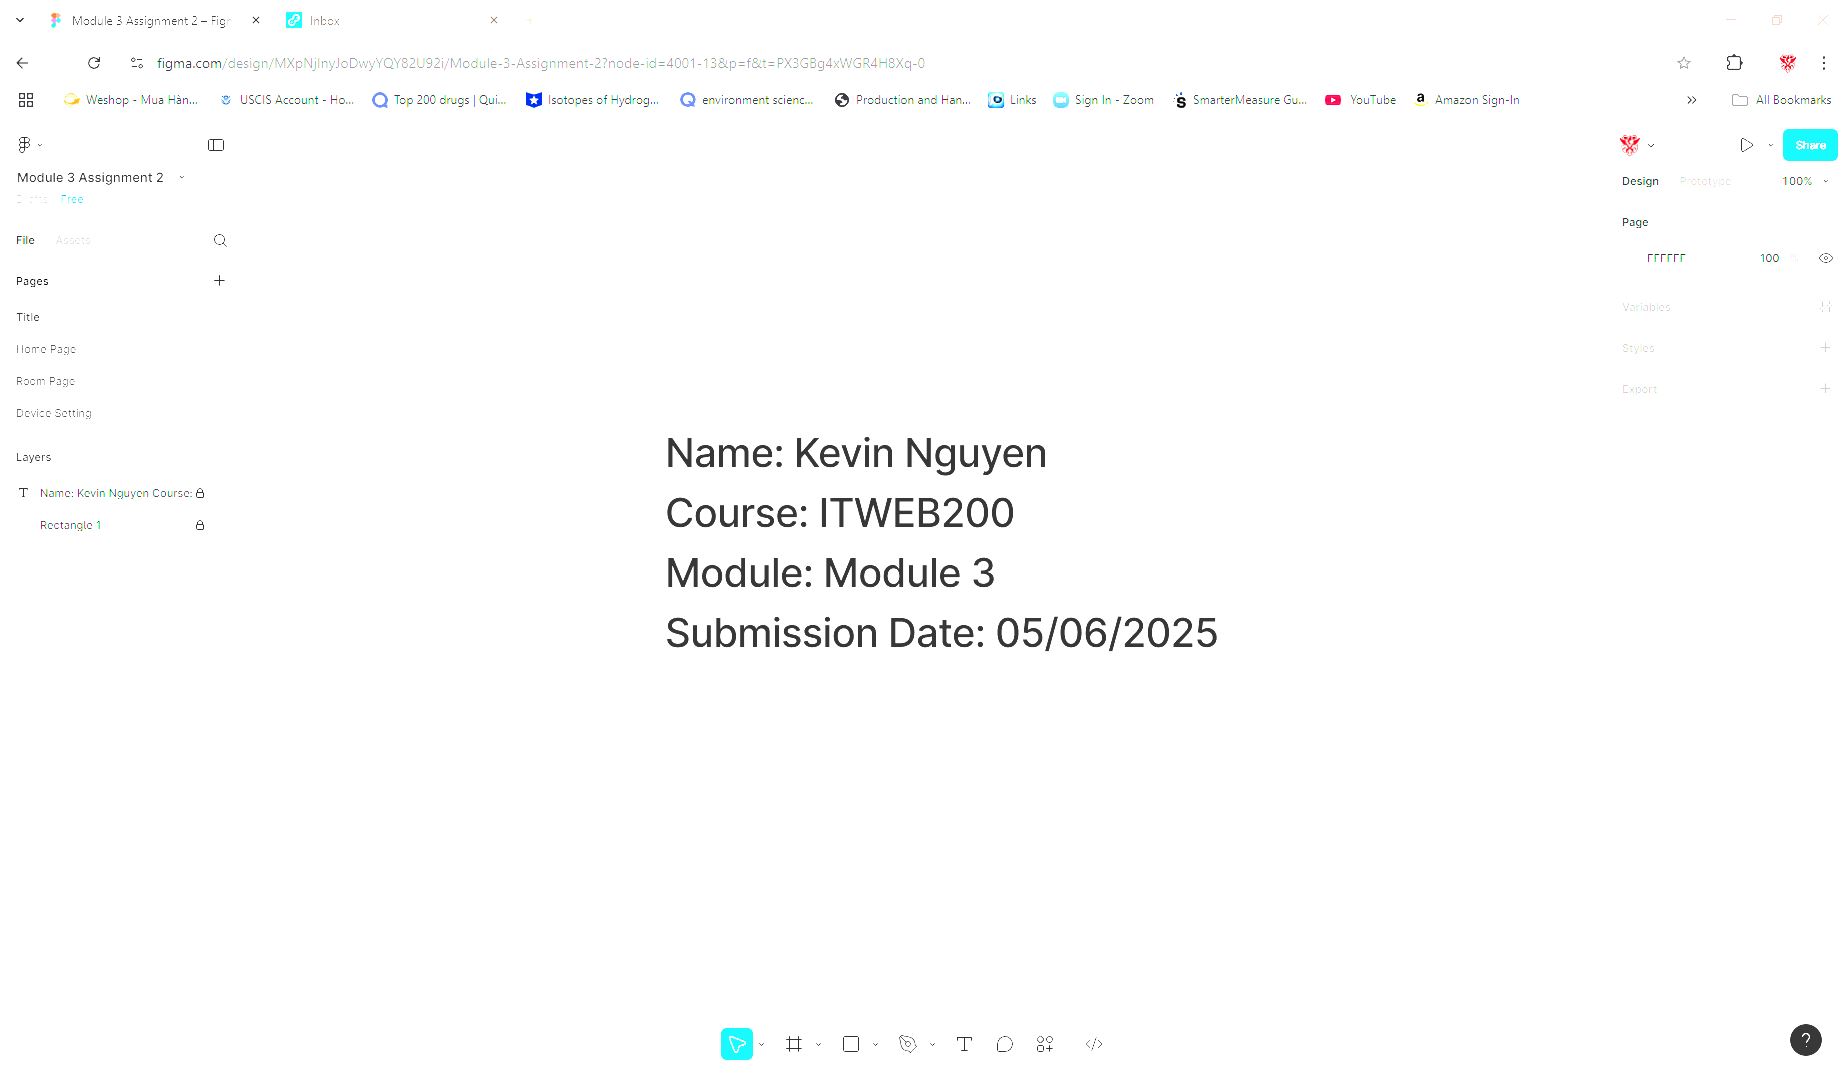 Module 3 Assignment 2 – Figr
Inbox
figma.com/design/MXpNjlnyJoDwyYQY82U92i/Module-3-Assignment-2?node-id=4001-13&p=f&t=PX3GBg4xWGR4H8Xq-0
Weshop - Mua Hàn...
USCIS Account - Ho...
Top 200 drugs | Qui...
Isotopes of Hydrog...
environment scienc...
Production and Han...
Links
Sign In - Zoom
SmarterMeasure Gu...
YouTube
Amazon Sign-In
All Bookmarks
Share
Module 3 Assignment 2
Drafts Free
Design Prototype 100%
Page
File Assets
FFFFFF 100 %
Pages
Title
Variables
Home Page
Styles
Room Page
Export
Device Setting
Layers
Name: Kevin Nguyen Course:
Rectangle 1
Name: Kevin Nguyen
Course: ITWEB200
Module: Module 3
Submission Date: 05/06/2025